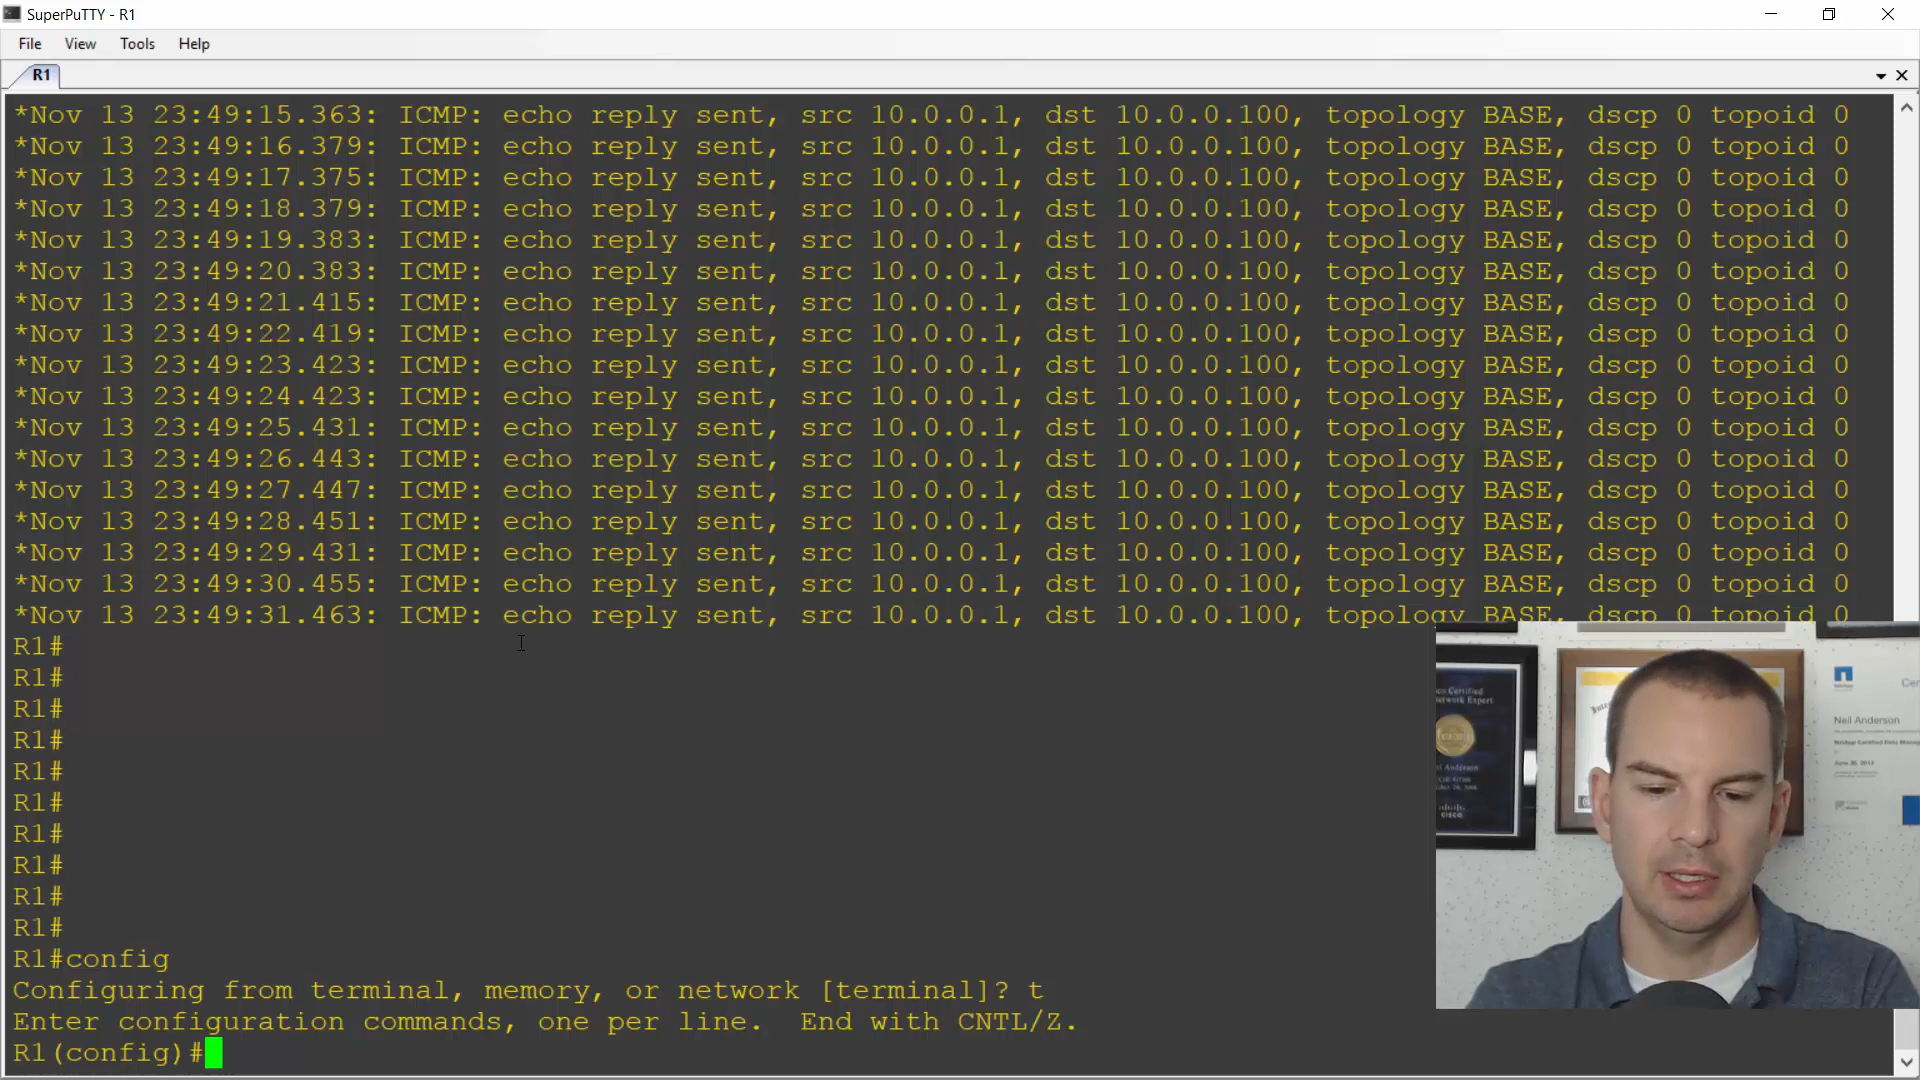 SuperPuTTY - R1
File View Tools Help
R1
*Nov 13 23:49:15.363: ICMP: echo reply sent, src 10.0.0.1, dst 10.0.0.100, topology BASE, dscp 0 topoid 0
*Nov 13 23:49:16.379: ICMP: echo reply sent, src 10.0.0.1, dst 10.0.0.100, topology BASE, dscp 0 topoid 0
*Nov 13 23:49:17.375: ICMP: echo reply sent, src 10.0.0.1, dst 10.0.0.100, topology BASE, dscp 0 topoid 0
*Nov 13 23:49:18.379: ICMP: echo reply sent, src 10.0.0.1, dst 10.0.0.100, topology BASE, dscp 0 topoid 0
*Nov 13 23:49:19.383: ICMP: echo reply sent, src 10.0.0.1, dst 10.0.0.100, topology BASE, dscp 0 topoid 0
*Nov 13 23:49:20.383: ICMP: echo reply sent, src 10.0.0.1, dst 10.0.0.100, topology BASE, dscp 0 topoid 0
*Nov 13 23:49:21.415: ICMP: echo reply sent, src 10.0.0.1, dst 10.0.0.100, topology BASE, dscp 0 topoid 0
*Nov 13 23:49:22.419: ICMP: echo reply sent, src 10.0.0.1, dst 10.0.0.100, topology BASE, dscp 0 topoid 0
*Nov 13 23:49:23.423: ICMP: echo reply sent, src 10.0.0.1, dst 10.0.0.100, topology BASE, dscp 0 topoid 0
*Nov 13 23:49:24.423: ICMP: echo reply sent, src 10.0.0.1, dst 10.0.0.100, topology BASE, dscp 0 topoid 0
*Nov 13 23:49:25.431: ICMP: echo reply sent, src 10.0.0.1, dst 10.0.0.100, topology BASE, dscp 0 topoid 0
*Nov 13 23:49:26.443: ICMP: echo reply sent, src 10.0.0.1, dst 10.0.0.100, topology BASE, dscp 0 topoid 0
*Nov 13 23:49:27.447: ICMP: echo reply sent, src 10.0.0.1, dst 10.0.0.100, topology BASE, dscp 0 topoid 0
*Nov 13 23:49:28.451: ICMP: echo reply sent, src 10.0.0.1, dst 10.0.0.100, topology BASE, dscp 0 topoid 0
*Nov 13 23:49:29.431: ICMP: echo reply sent, src 10.0.0.1, dst 10.0.0.100, topology BASE, dscp 0 topoid 0
*Nov 13 23:49:30.455: ICMP: echo reply sent, src 10.0.0.1, dst 10.0.0.100, topology BASE, dscp 0 topoid 0
*Nov 13 23:49:31.463: ICMP: echo reply sent, src 10.0.0.1, dst 10.0.0.100, topology BASE, dscp 0 topoid 0
R1#
R1#
R1#
R1#
R1#
R1#
R1#
R1#
R1#
R1#
R1#config
Configuring from terminal, memory, or network [terminal]? t
Enter configuration commands, one per line.  End with CNTL/Z.
R1(config)#
Certified
Network Expert
CISCO
Neil Anderson